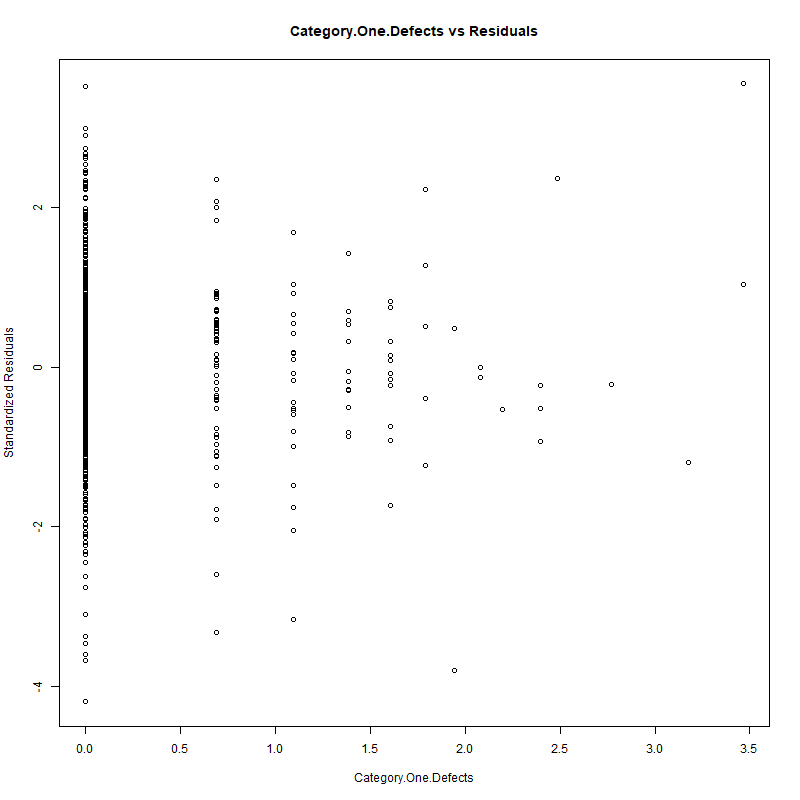 Category.One.Defects vs Residuals
Standardized Residuals
2
0
-2
-4
0.0 0.5 1.0 1.5 2.0 2.5 3.0 3.5
Category.One.Defects